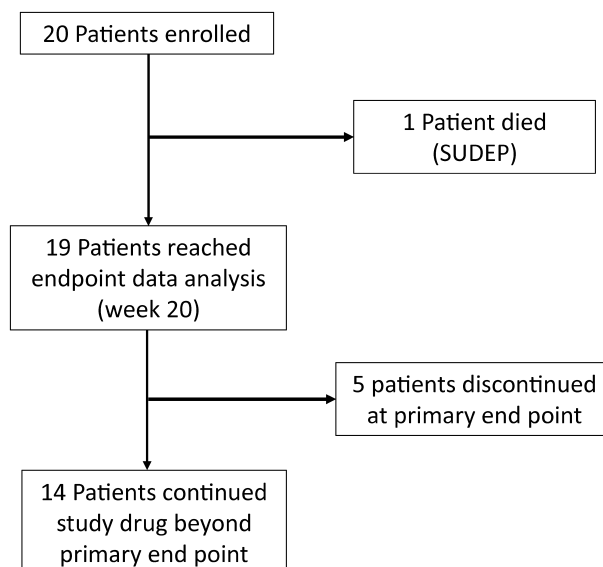 20 Patients enrolled
1 Patient died
(SUDEP)
19 Patients reached
endpoint data analysis
(week 20)
5 patients discontinued
at primary end point
14 Patients continued
study drug beyond
primary end point